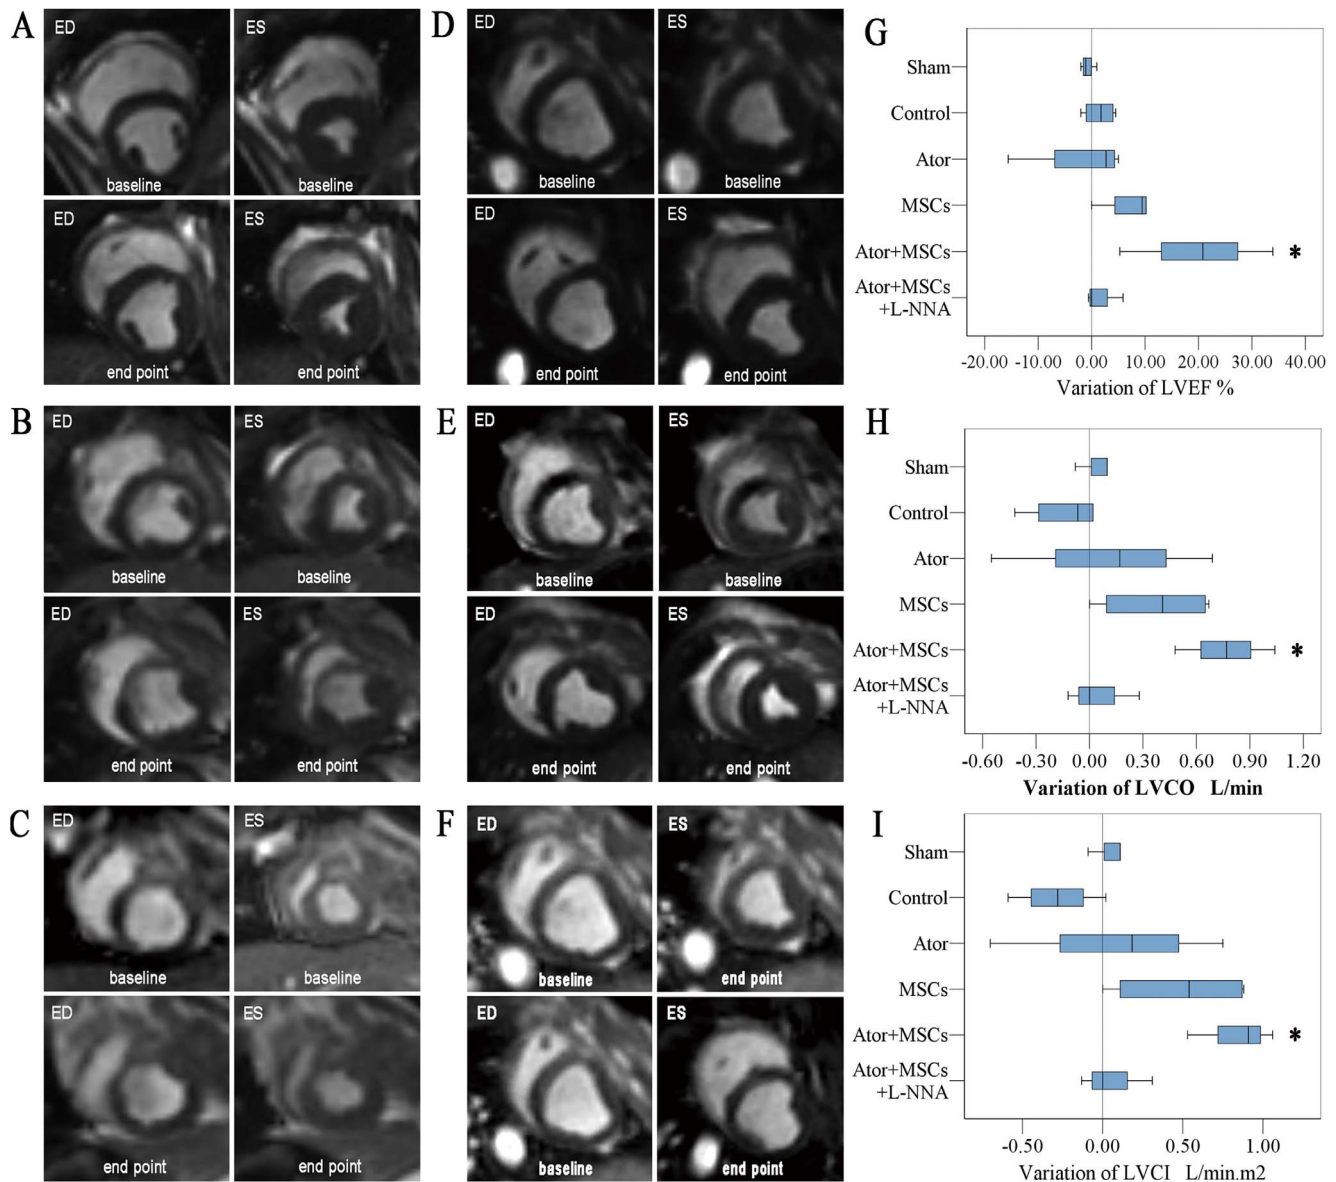 A
ED
ES
baseline
baseline
ED
ES
end point
end point
B
ED
ES
baseline
baseline
ED
ES
end point
end point
C
ED
ES
baseline
baseline
ED
ES
end point
end point
D
ED
ES
baseline
baseline
ED
ES
end point
end point
E
ED
ES
baseline
baseline
ED
ES
end point
end point
F
ED
ES
baseline
end point
ED
ES
baseline
end point
G
Sham
Control
Ator
MSCs
Ator+MSCs
*
Ator+MSCs
+L-NNA
-20.00 -10.00 0.00 10.00 20.00 30.00 40.00
Variation of LVEF %
H
Sham
Control
Ator
MSCs
Ator+MSCs
*
Ator+MSCs
+L-NNA
-0.60 -0.30 0.00 0.30 0.60 0.90 1.20
Variation of LVCO L/min
I
Sham
Control
Ator
MSCs
Ator+MSCs
*
Ator+MSCs
+L-NNA
-0.50 0.00 0.50 1.00
Variation of LVCI L/min.m2